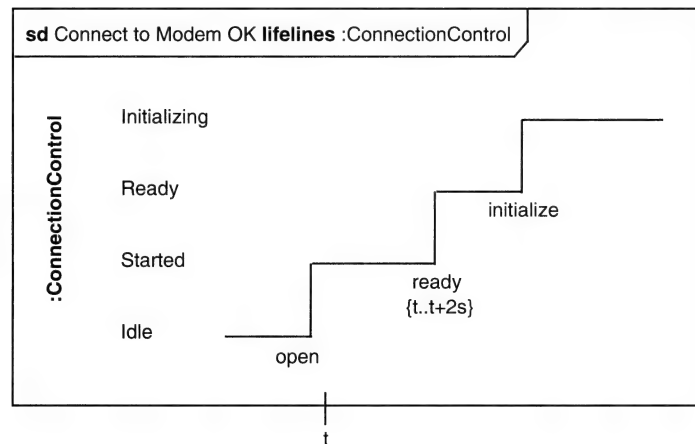 sd Connect to Modem OK lifelines :ConnectionControl
:ConnectionControl
Initializing
Ready
initialize
Started
ready
{t..t+2s}
Idle
open
t